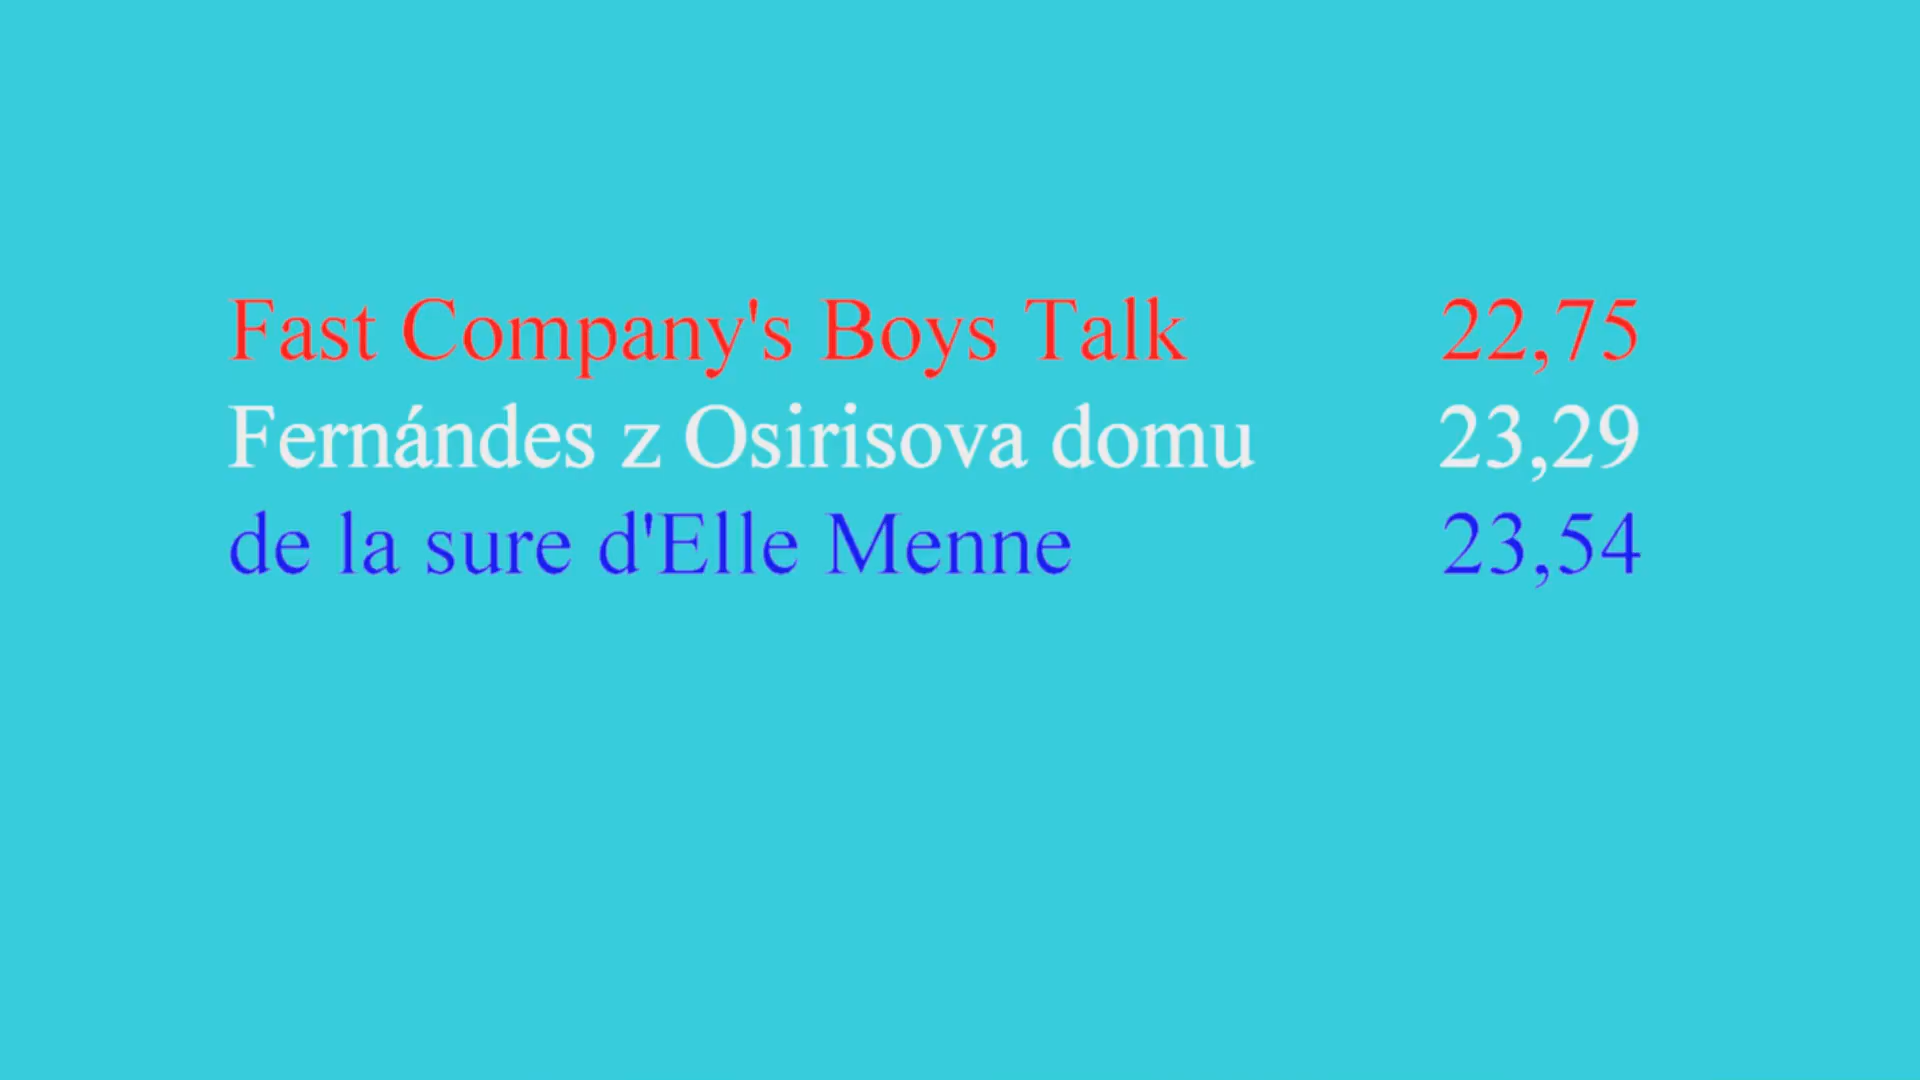 Fast Company's Boys Talk 22,75
Fernándes z Osirisova domu 23,29
de la sure d'Elle Menne 23,54